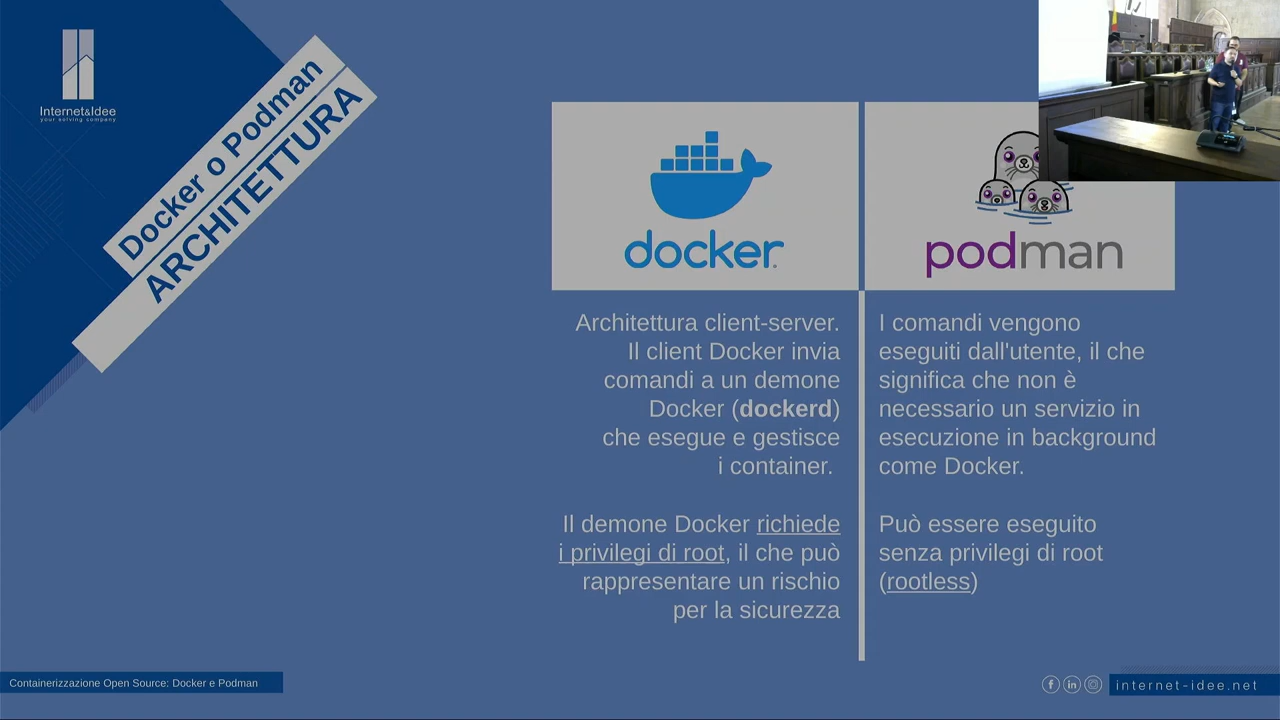 Internet&Idee
your solving company
Docker o Podman
ARCHITETTURA
docker
podman
Architettura client-server.
Il client Docker invia
comandi a un demone
Docker (dockerd)
che esegue e gestisce
i container.
Il demone Docker richiede
i privilegi di root, il che può
rappresentare un rischio
per la sicurezza
I comandi vengono
eseguiti dall'utente, il che
significa che non è
necessario un servizio in
esecuzione in background
come Docker.
Può essere eseguito
senza privilegi di root
(rootless)
Containerizzazione Open Source: Docker e Podman
internet-idee.net